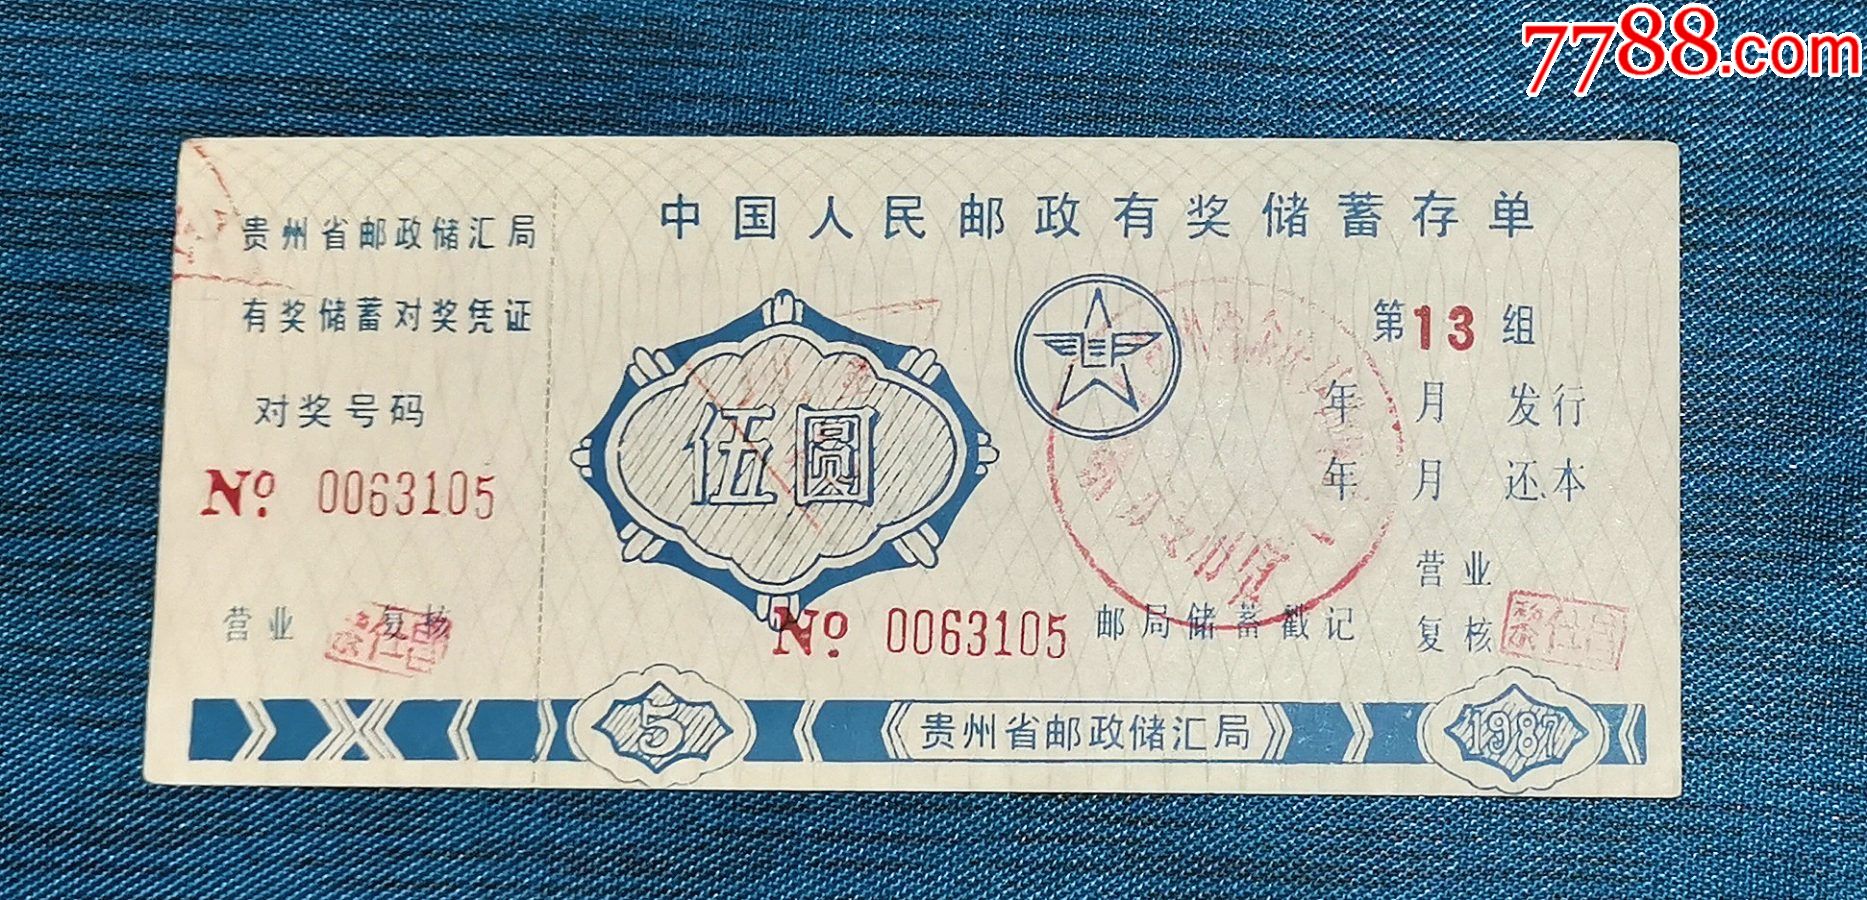 7788.com
贵州省邮政储汇局
有奖储蓄对奖凭证
对奖号码
No. 0063105
营业 复核
中国人民邮政有奖储蓄存单
伍圆
第13组
年 月 发行
年 月 还本
营业
复核
No. 0063105 邮局储蓄戳记
5
贵州省邮政储汇局
1987